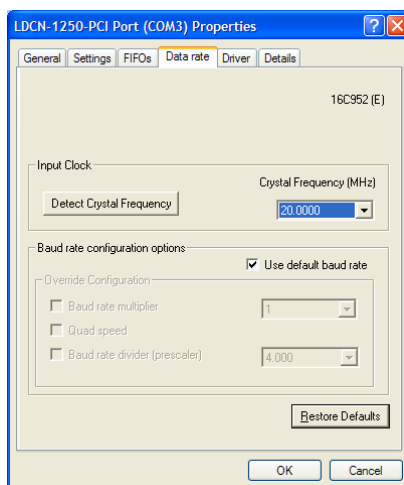 LDCN-1250-PCI Port (COM3) Properties
General Settings FIFOs Data rate Driver Details
16C952 (E)
Input Clock
Crystal Frequency (MHz)
Detect Crystal Frequency
20.0000
Baud rate configuration options
Use default baud rate
Override Configuration
Baud rate multiplier
1
Quad speed
Baud rate divider (prescaler)
4.000
Restore Defaults
OK Cancel